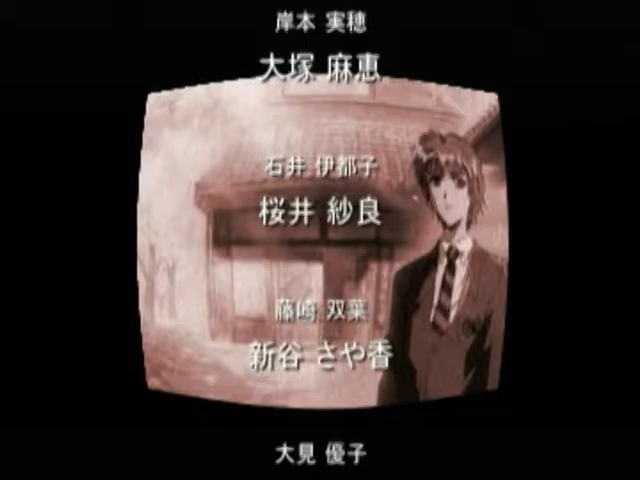 岸本 実穂
大塚 麻恵
石井 伊都子
桜井 紗良
藤崎 双葉
新谷 さや香
大見 優子